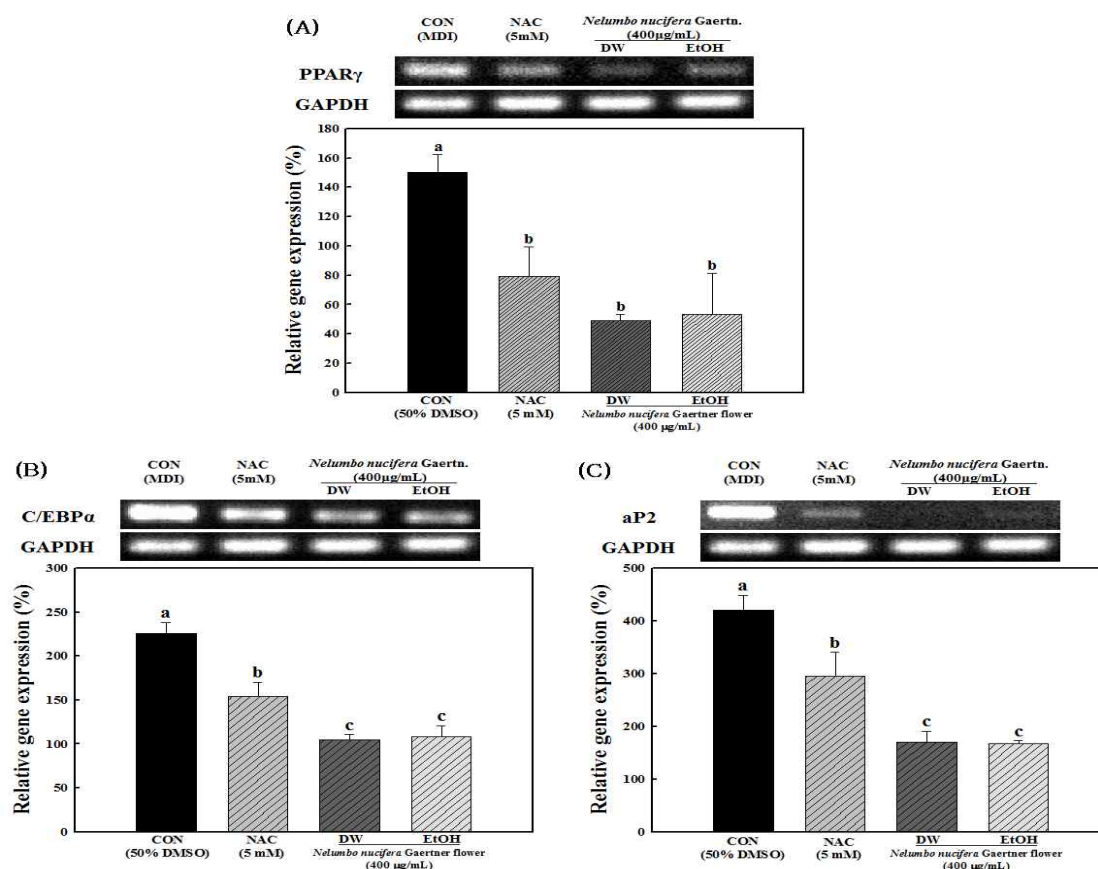 (A)
CON
(MDI)
NAC
(5mM)
Nelumbo nucifera Gaertn.
(400μg/mL)
DW EtOH
PPARγ
GAPDH
Relative gene expression (%)
180
160
140
120
100
80
60
40
20
0
a
b
b
b
CON
(50% DMSO)
NAC
(5 mM)
DW EtOH
Nelumbo nucifera Gaertner flower
(400 μg/mL)
(B)
CON
(MDI)
NAC
(5mM)
Nelumbo nucifera Gaertn.
(400μg/mL)
DW EtOH
C/EBPα
GAPDH
Relative gene expression (%)
300
250
200
150
100
50
0
a
b
c
c
CON
(50% DMSO)
NAC
(5 mM)
DW EtOH
Nelumbo nucifera Gaertner flower
(400 μg/mL)
(C)
CON
(MDI)
NAC
(5mM)
Nelumbo nucifera Gaertn.
(400μg/mL)
DW EtOH
aP2
GAPDH
Relative gene expression (%)
500
400
300
200
100
0
a
b
c
c
CON
(50% DMSO)
NAC
(5 mM)
DW EtOH
Nelumbo nucifera Gaertner flower
(400 μg/mL)